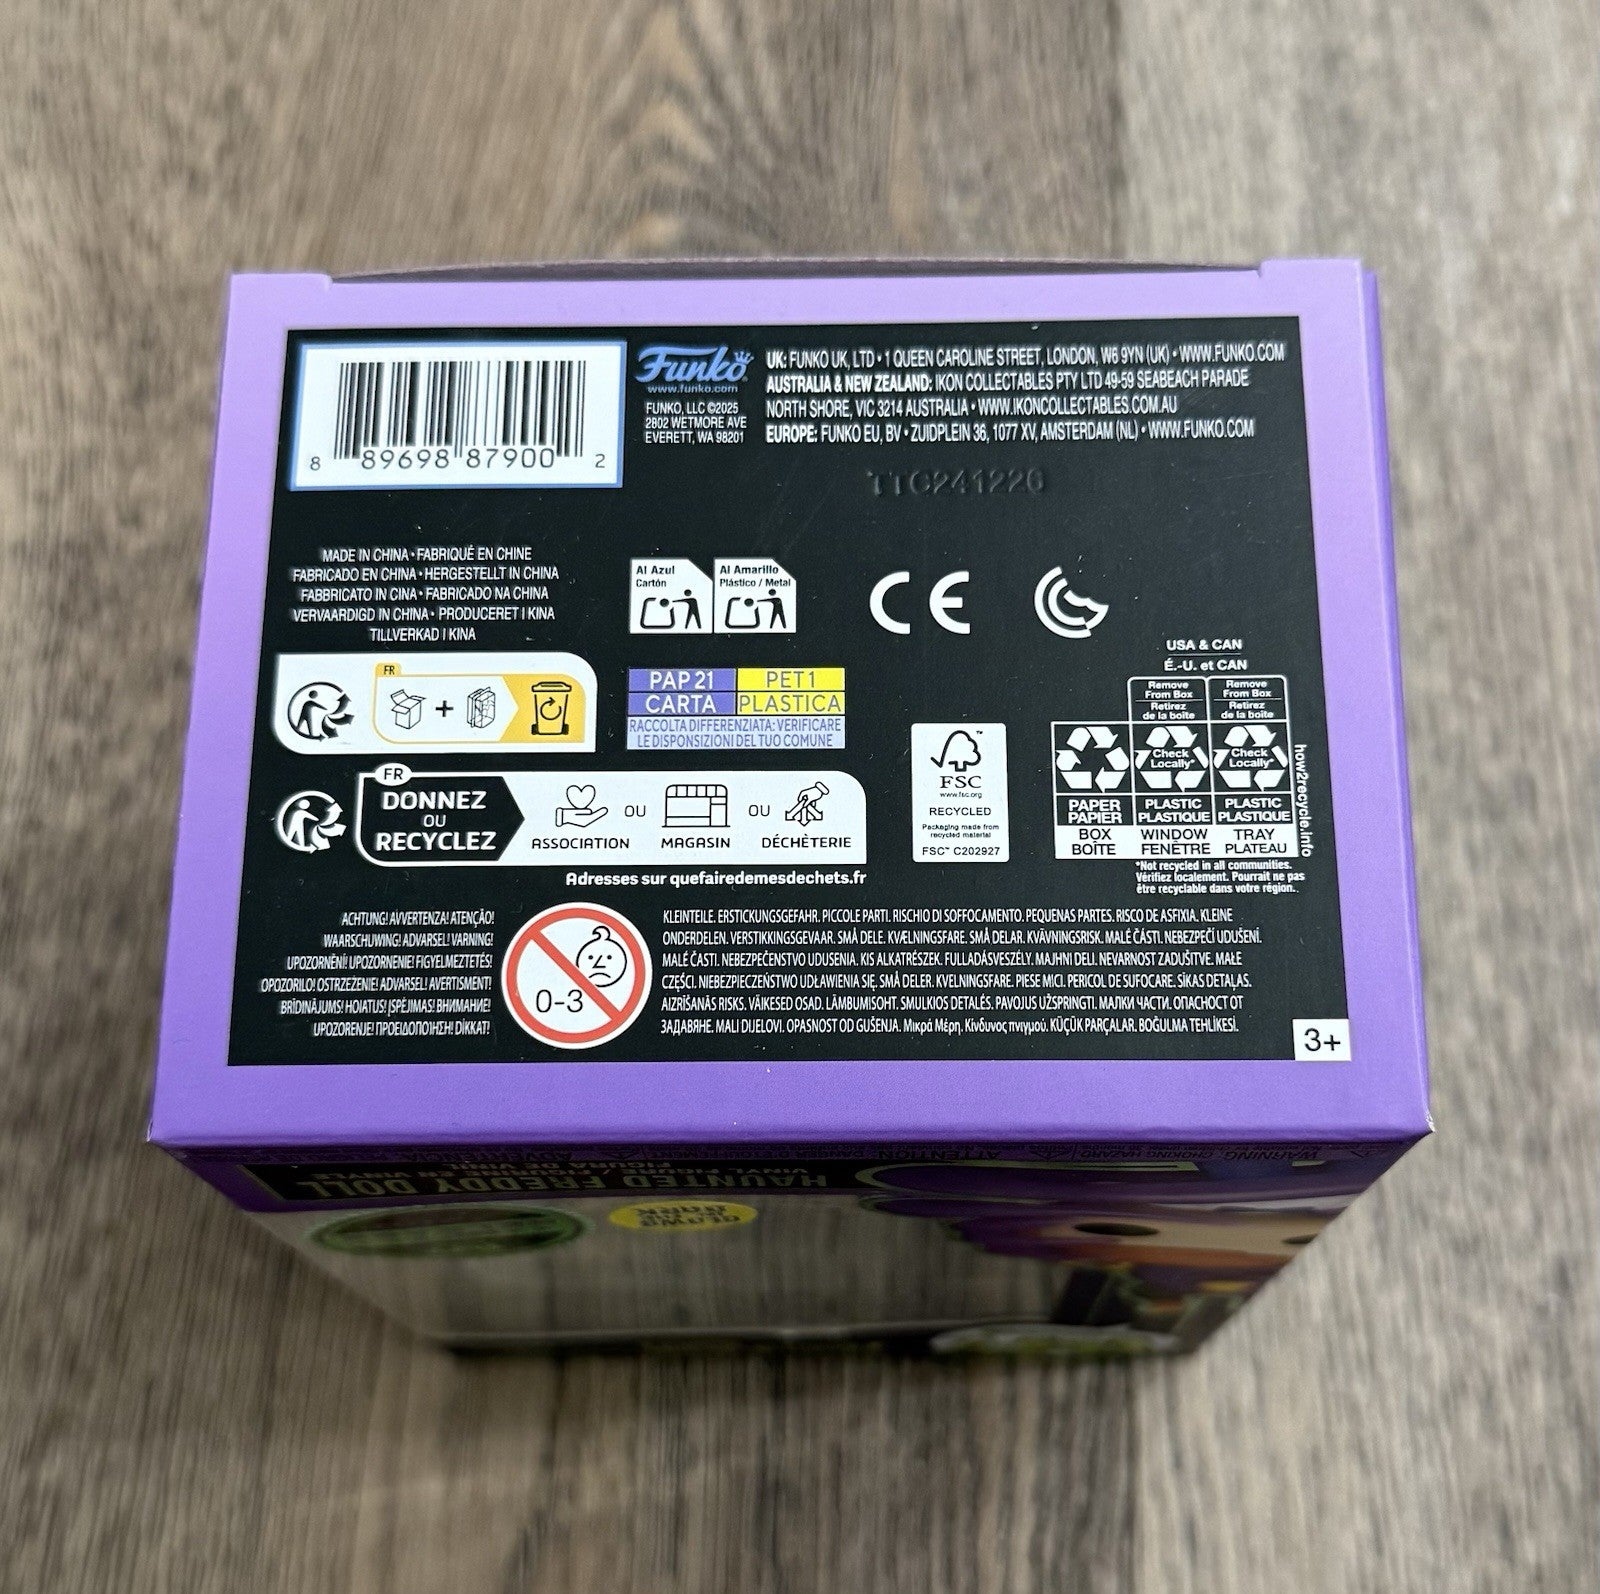 8 89698 87900 2
Funko
www.funko.com
FUNKO, LLC ©2025
2802 WETMORE AVE
EVERETT, WA 98201
UK: FUNKO UK, LTD • 1 QUEEN CAROLINE STREET, LONDON, W6 9YN (UK) • WWW.FUNKO.COM
AUSTRALIA & NEW ZEALAND: IKON COLLECTABLES PTY LTD 49-59 SEABEACH PARADE
NORTH SHORE, VIC 3214 AUSTRALIA • WWW.IKONCOLLECTABLES.COM.AU
EUROPE: FUNKO EU, BV • ZUIDPLEIN 36, 1077 XV, AMSTERDAM (NL) • WWW.FUNKO.COM
TTC241226
MADE IN CHINA • FABRIQUÉ EN CHINE
FABRICADO EN CHINA • HERGESTELLT IN CHINA
FABBRICATO IN CINA • FABRICADO NA CHINA
VERVAARDIGD IN CHINA • PRODUCERET I KINA
TILLVERKAD I KINA
Al Azul
Cartón
Al Amarillo
Plástico / Metal
CE
FR
PAP 21
CARTA
PET 1
PLASTICA
RACCOLTA DIFFERENZIATA: VERIFICARE
LE DISPONSIZIONI DEL TUO COMUNE
FR
DONNEZ
OU
RECYCLEZ
ASSOCIATION
OU
MAGASIN
OU
DÉCHÈTERIE
Adresses sur quefairedemesdechets.fr
FSC
www.fsc.org
RECYCLED
Packaging made from
recycled material
FSC™ C202927
USA & CAN
É.-U. et CAN
Remove
From Box
Retirez
de la boîte
Remove
From Box
Retirez
de la boîte
Check
Locally*
Check
Locally*
PAPER
PAPIER
PLASTIC
PLASTIQUE
PLASTIC
PLASTIQUE
BOX
BOÎTE
WINDOW
FENÊTRE
TRAY
PLATEAU
how2recycle.info
*Not recycled in all communities.
Vérifiez localement. Pourrait ne pas
être recyclable dans votre région.
ACHTUNG! AVVERTENZA! ATENÇÃO!
WAARSCHUWING! ADVARSEL! VARNING!
UPOZORNĚNÍ! UPOZORNENIE! FIGYELMEZTETÉS!
OPOZORILO! OSTRZEŻENIE! ADVARSEL! AVERTISMENT!
BRĪDINĀJUMS! HOIATUS! ĮSPĖJIMAS! ВНИМАНИЕ!
UPOZORENJE! ΠΡΟΕΙΔΟΠΟΙΗΣΗ! DİKKAT!
0-3
KLEINTEILE. ERSTICKUNGSGEFAHR. PICCOLE PARTI. RISCHIO DI SOFFOCAMENTO. PEQUENAS PARTES. RISCO DE ASFIXIA. KLEINE
ONDERDELEN. VERSTIKKINGSGEVAAR. SMÅ DELE. KVÆLNINGSFARE. SMÅ DELAR. KVÄVNINGSRISK. MALÉ ČÁSTI. NEBEZPEČÍ UDUŠENÍ.
MALÉ ČASTI. NEBEZPEČENSTVO UDUSENIA. KIS ALKATRÉSZEK. FULLADÁSVESZÉLY. MAJHNI DELI. NEVARNOST ZADUŠITVE. MAŁE
CZĘŚCI. NIEBEZPIECZEŃSTWO UDŁAWIENIA SIĘ. SMÅ DELER. KVELNINGSFARE. PIESE MICI. PERICOL DE SUFOCARE. SĪKAS DETAĻAS.
AIZRĪŠANĀS RISKS. VÄIKESED OSAD. LÄMBUMISOHT. SMULKIOS DETALĖS. PAVOJUS UŽSPRINGTI. МАЛКИ ЧАСТИ. ОПАСНОСТ ОТ
ЗАДАВЯНЕ. MALI DIJELOVI. OPASNOST OD GUŠENJA. Μικρά Μέρη. Κίνδυνος πνιγμού. KÜÇÜK PARÇALAR. BOĞULMA TEHLİKESİ.
3+
WARNING: CHOKING HAZARD
ADVERTENCIA:
HAUNTED FREDDY DOLL
VINYL FIGURE
FIGURA DE VINIL
GLOWS
IN THE
DARK